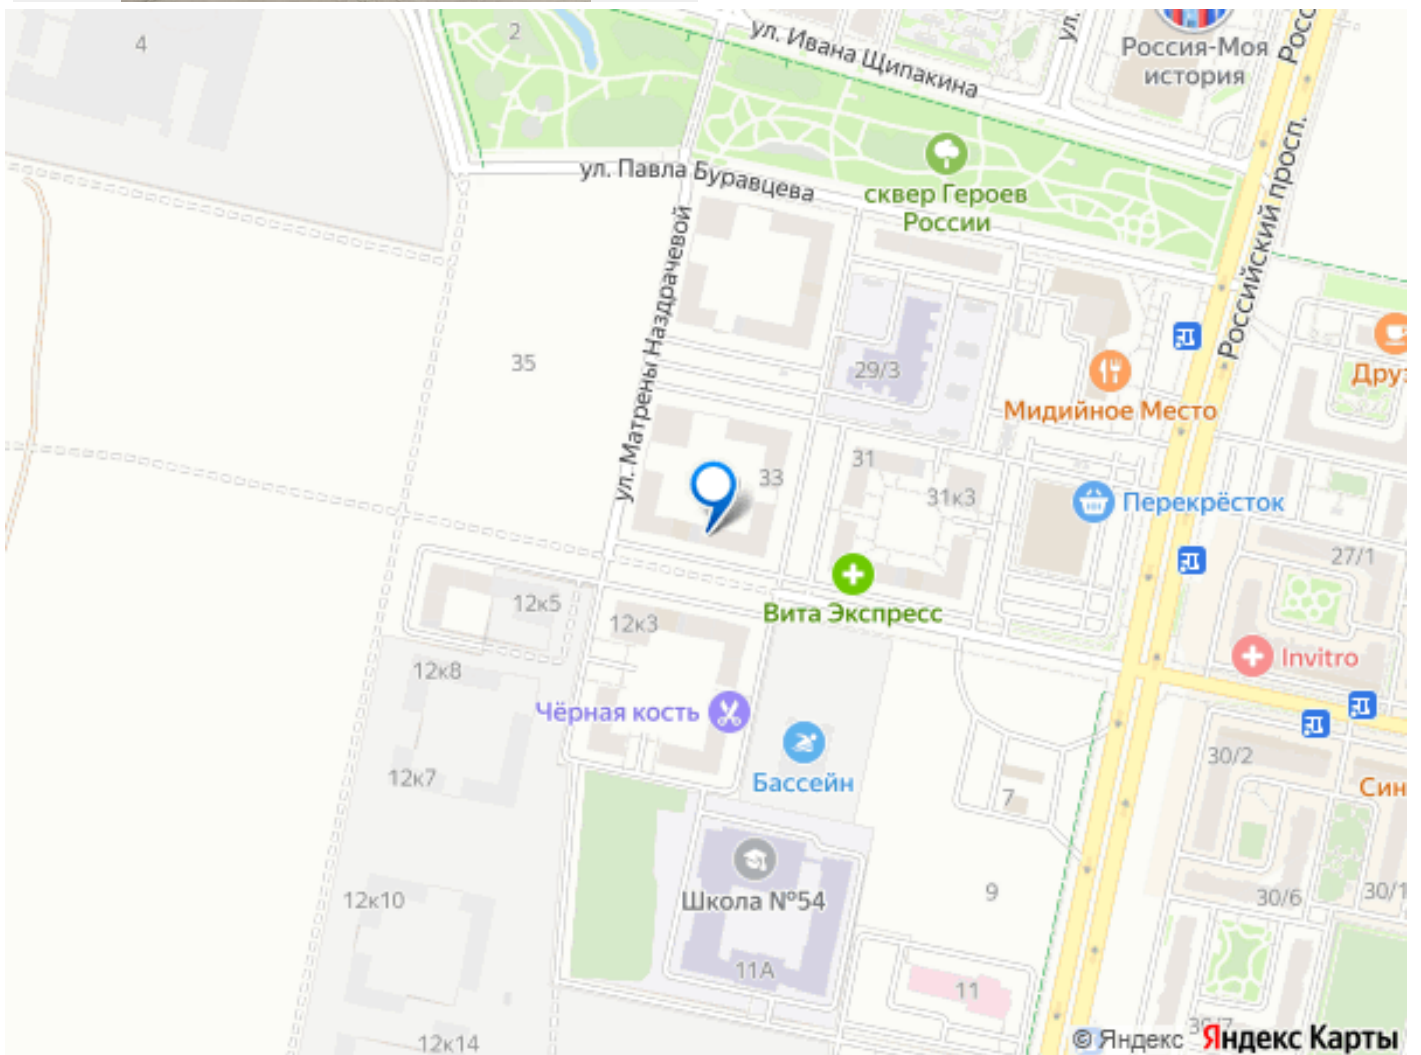 4
2
ул. Ивана Щипакина
ул.
Россия-Моя
история
Росс
ул. Павла Буравцева
сквер Героев
России
Российский просп.
ул. Матрены Наздрачевой
35
29/3
Мидийное Место
Друз
33
31
31к3
Перекрёсток
27/1
Вита Экспресс
12к5
12к3
Invitro
12к8
Чёрная кость
12к7
Бассейн
30/2
7
Син
Школа №54
12к10
9
30/6
30/1
11А
11
12к14
30/7
© Яндекс
Яндекс Карты